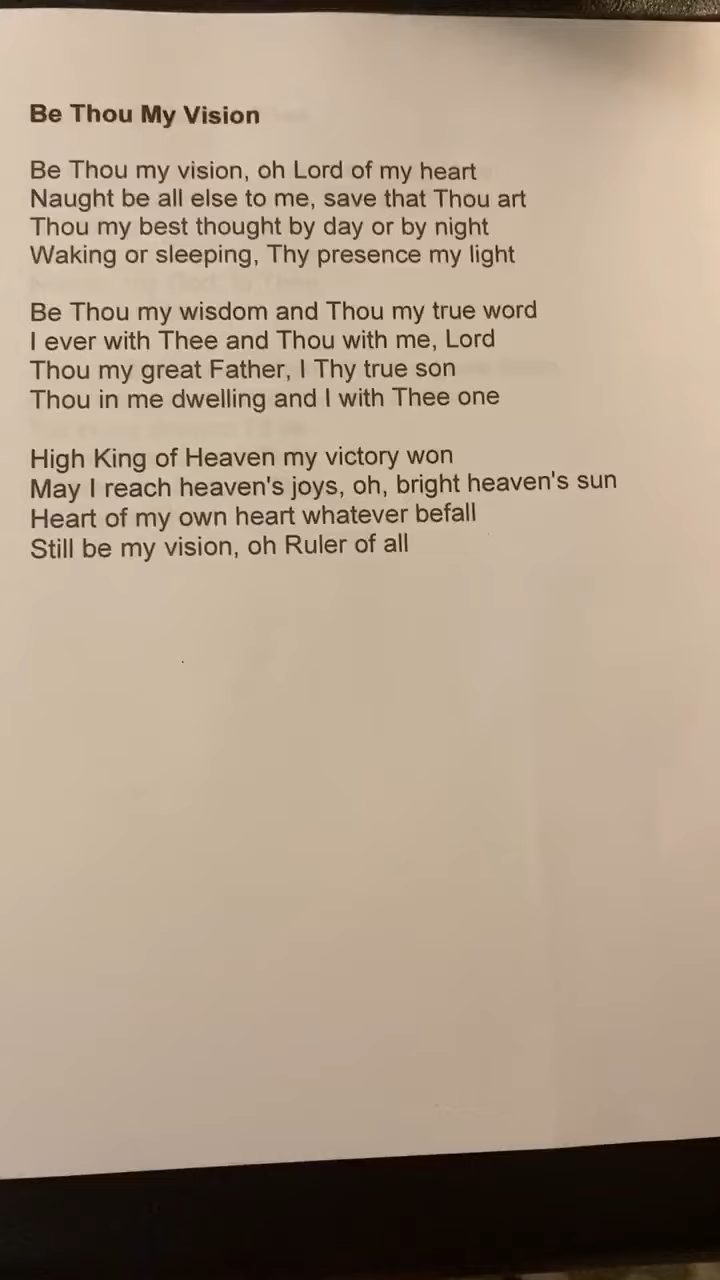 Be Thou My Vision
Be Thou my vision, oh Lord of my heart
Naught be all else to me, save that Thou art
Thou my best thought by day or by night
Waking or sleeping, Thy presence my light
Be Thou my wisdom and Thou my true word
I ever with Thee and Thou with me, Lord
Thou my great Father, I Thy true son
Thou in me dwelling and I with Thee one
High King of Heaven my victory won
May I reach heaven's joys, oh, bright heaven's sun
Heart of my own heart whatever befall
Still be my vision, oh Ruler of all